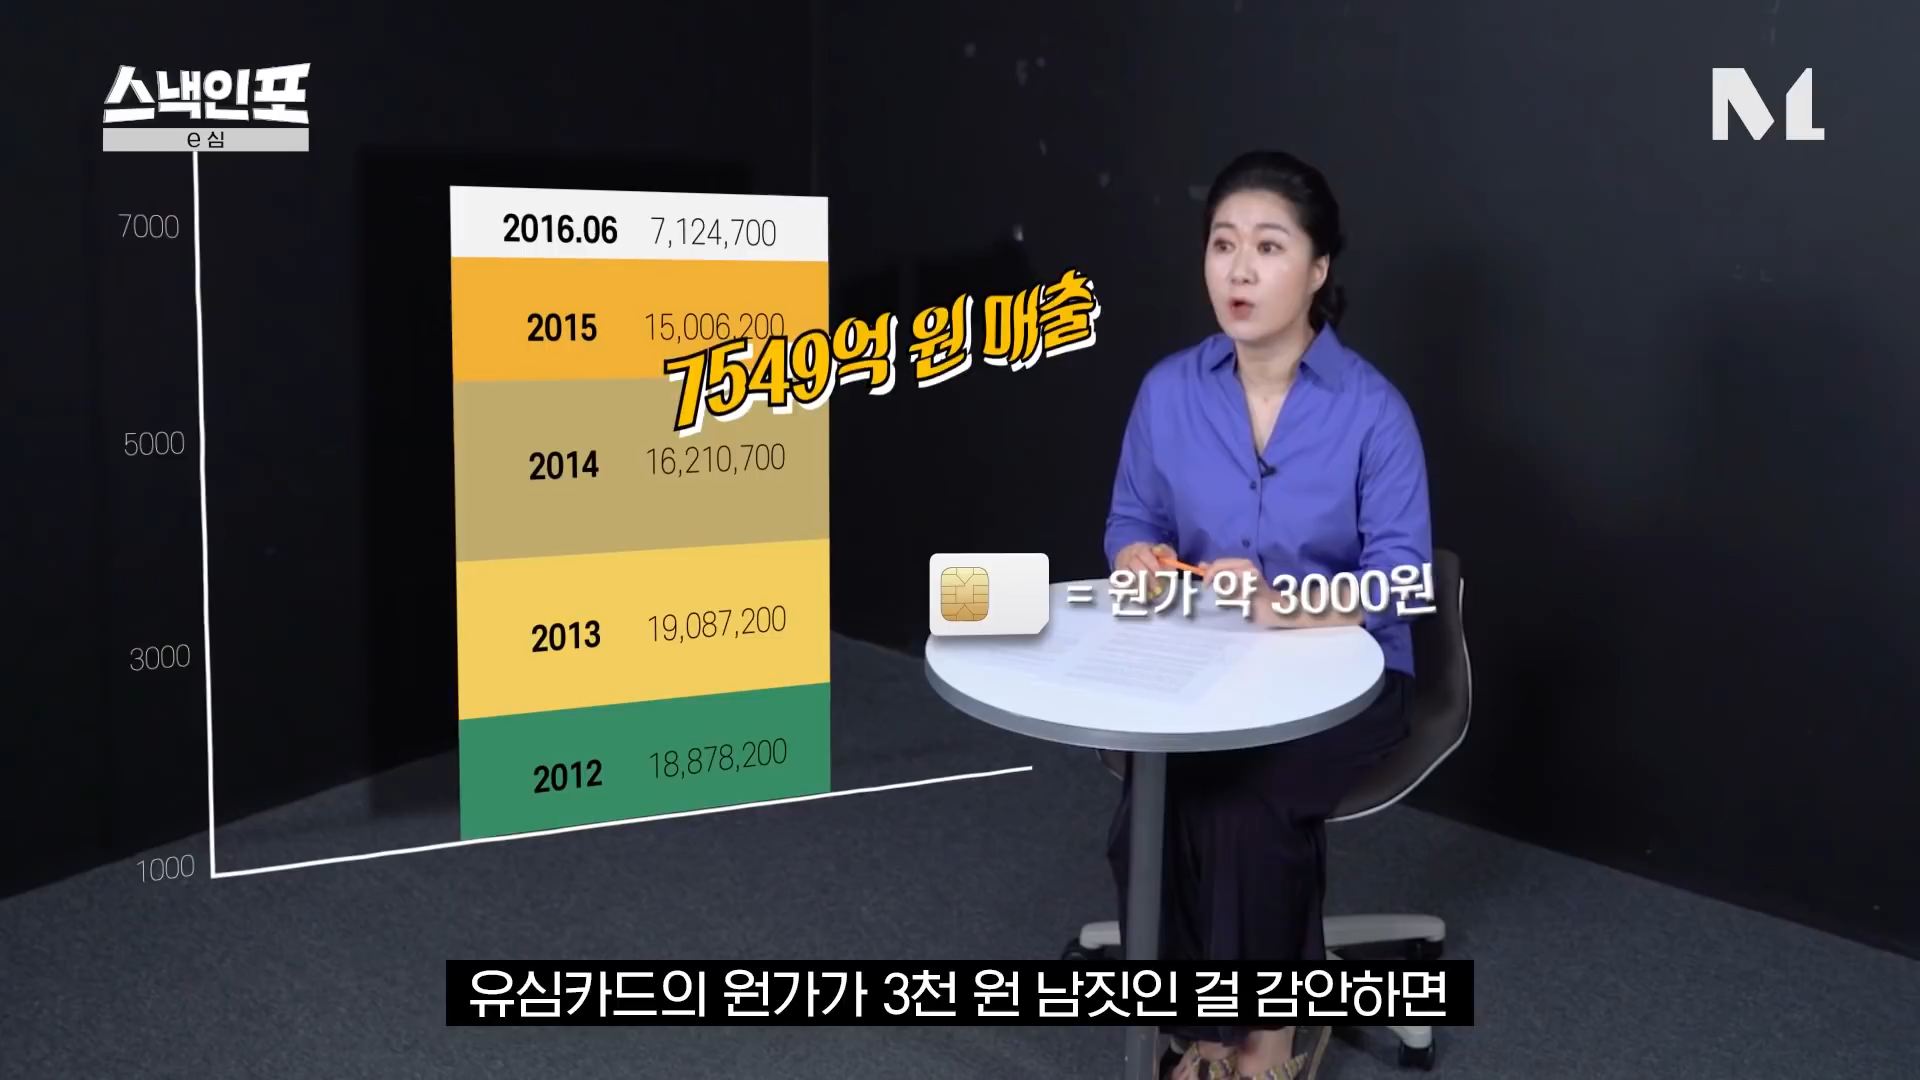 스낵인포
e심
ML
7000
5000
3000
1000
2016.06 7,124,700
2015 15,006,200
7549억 원 매출
2014 16,210,700
2013 19,087,200
2012 18,878,200
= 원가 약 3000원
유심카드의 원가가 3천 원 남짓인 걸 감안하면